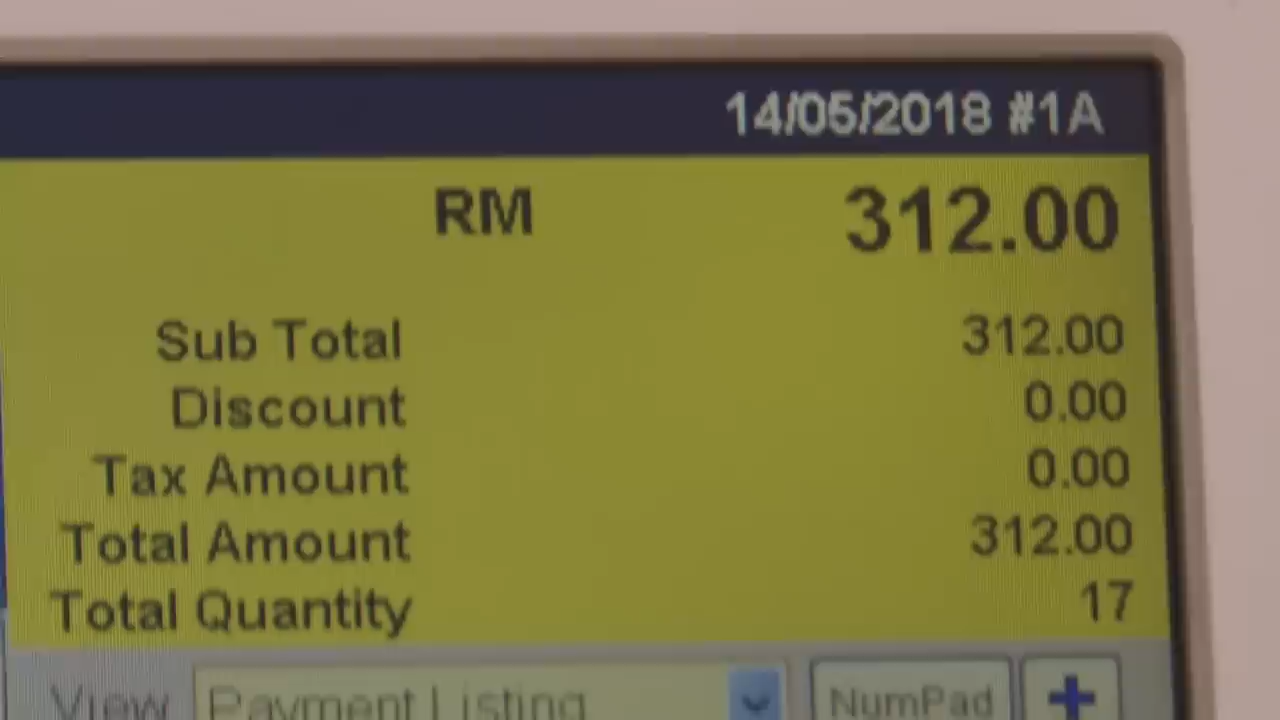 14/05/2018 #1A
RM 312.00
Sub Total 312.00
Discount 0.00
Tax Amount 0.00
Total Amount 312.00
Total Quantity 17
View Payment Listing NumPad +